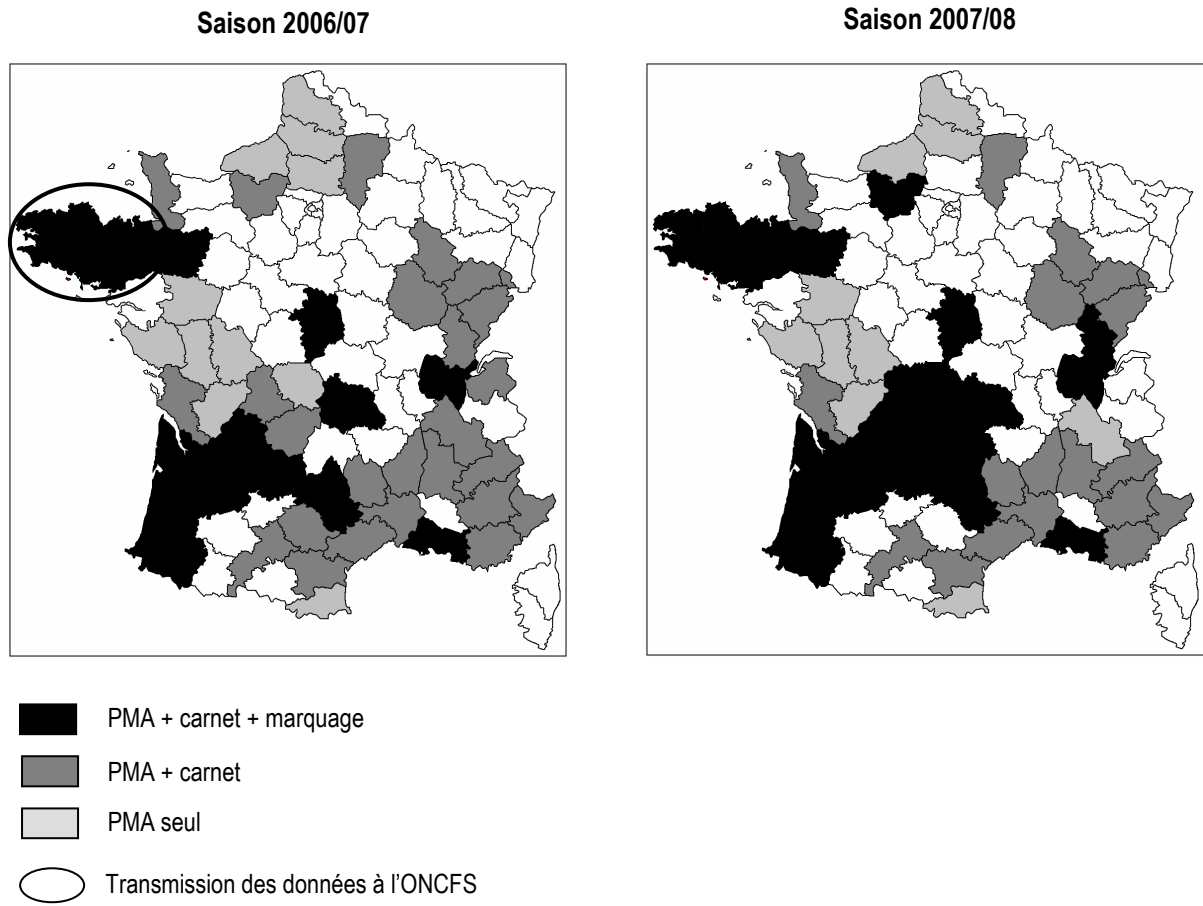 Saison 2006/07
Saison 2007/08
PMA + carnet + marquage
PMA + carnet
PMA seul
Transmission des données à l'ONCFS